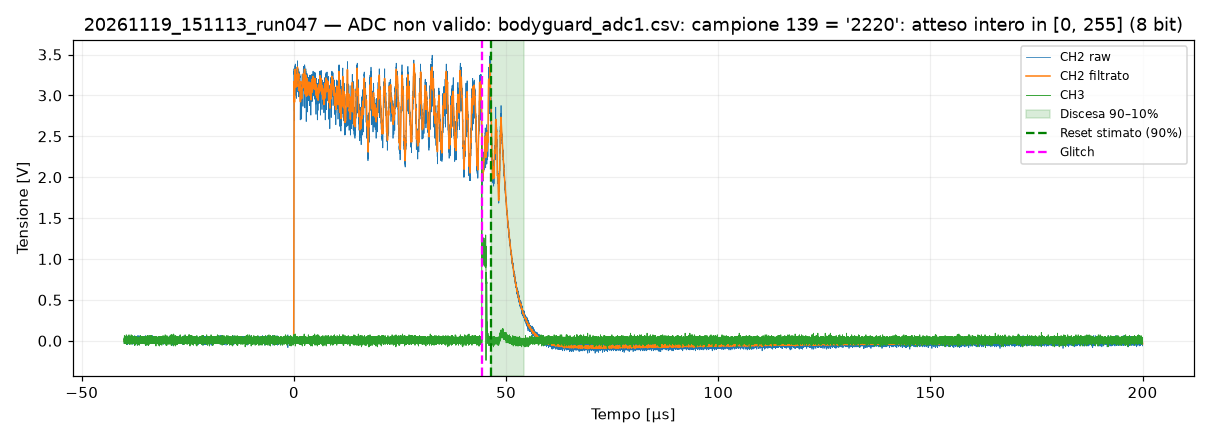 20261119_151113_run047 — ADC non valido: bodyguard_adc1.csv: campione 139 = '2220': atteso intero in [0, 255] (8 bit)
Tensione [V]
3.5
3.0
2.5
2.0
1.5
1.0
0.5
0.0
CH2 raw
CH2 filtrato
CH3
Discesa 90–10%
Reset stimato (90%)
Glitch
−50
0
50
100
150
200
Tempo [µs]